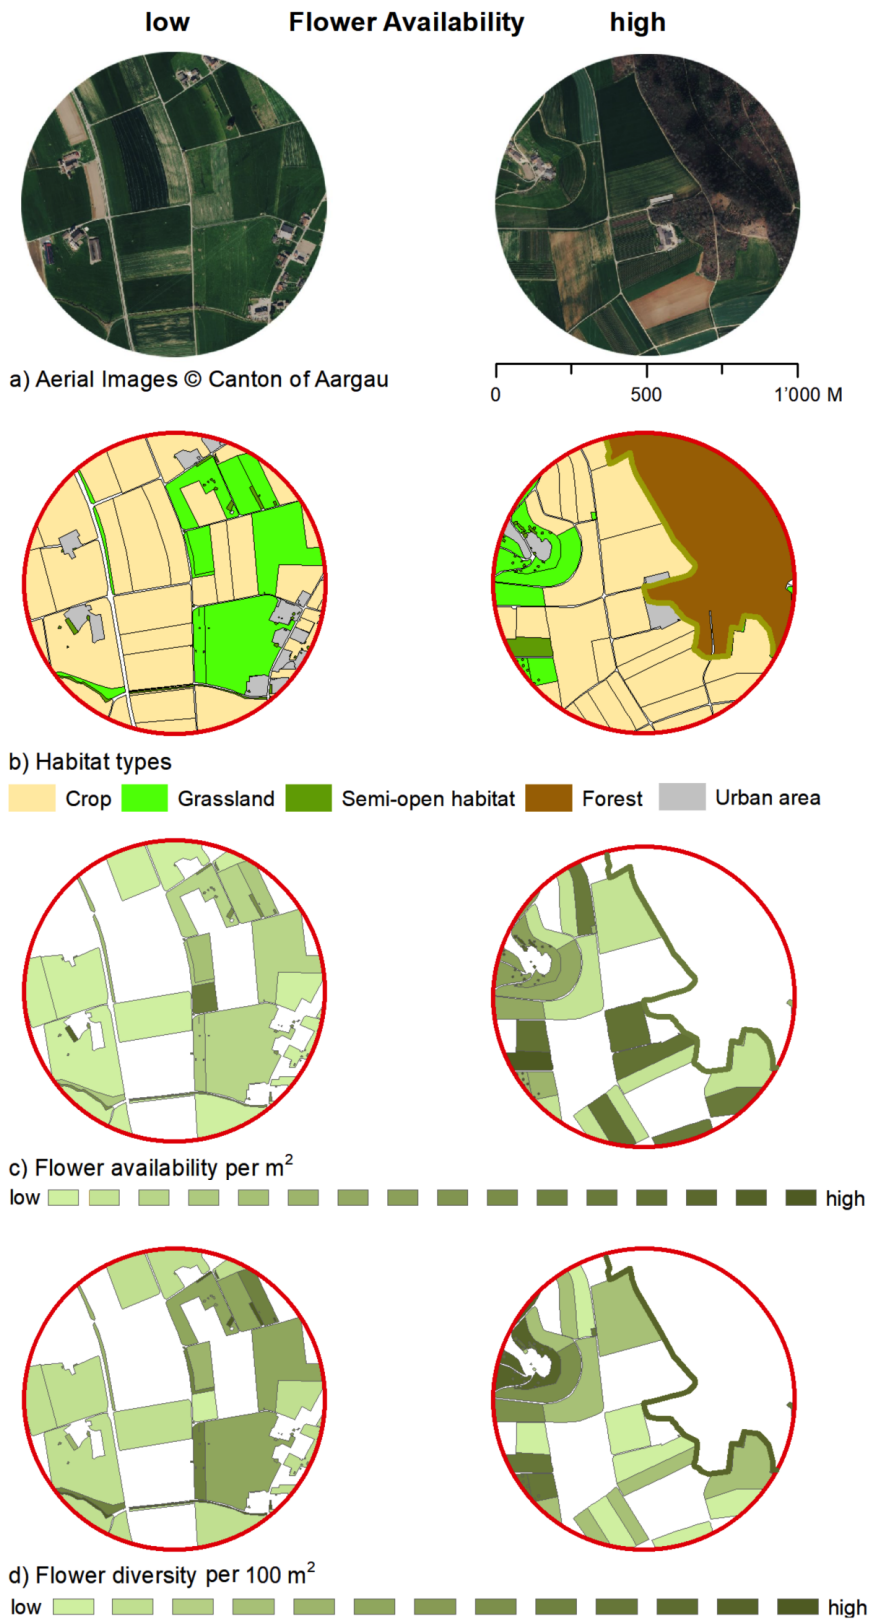 low Flower Availability high
a) Aerial Images © Canton of Aargau
0 500 1'000 M
b) Habitat types
Crop Grassland Semi-open habitat Forest Urban area
c) Flower availability per m²
low high
d) Flower diversity per 100 m²
low high